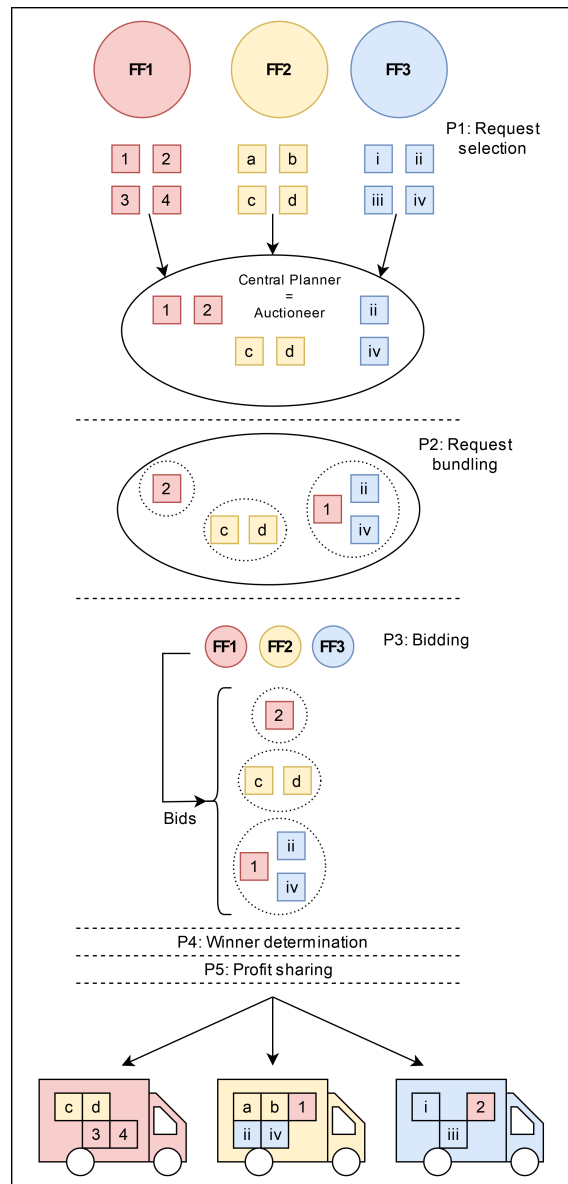 FF1 FF2 FF3
P1: Request
selection
1 2 a b i ii
3 4 c d iii iv
Central Planner
=
Auctioneer
1 2 ii
c d iv
P2: Request
bundling
2 ii
1
c d iv
P3: Bidding
FF1 FF2 FF3
2
c d
Bids
ii
1
iv
P4: Winner determination
P5: Profit sharing
c d a b 1 i 2
3 4 ii iv iii